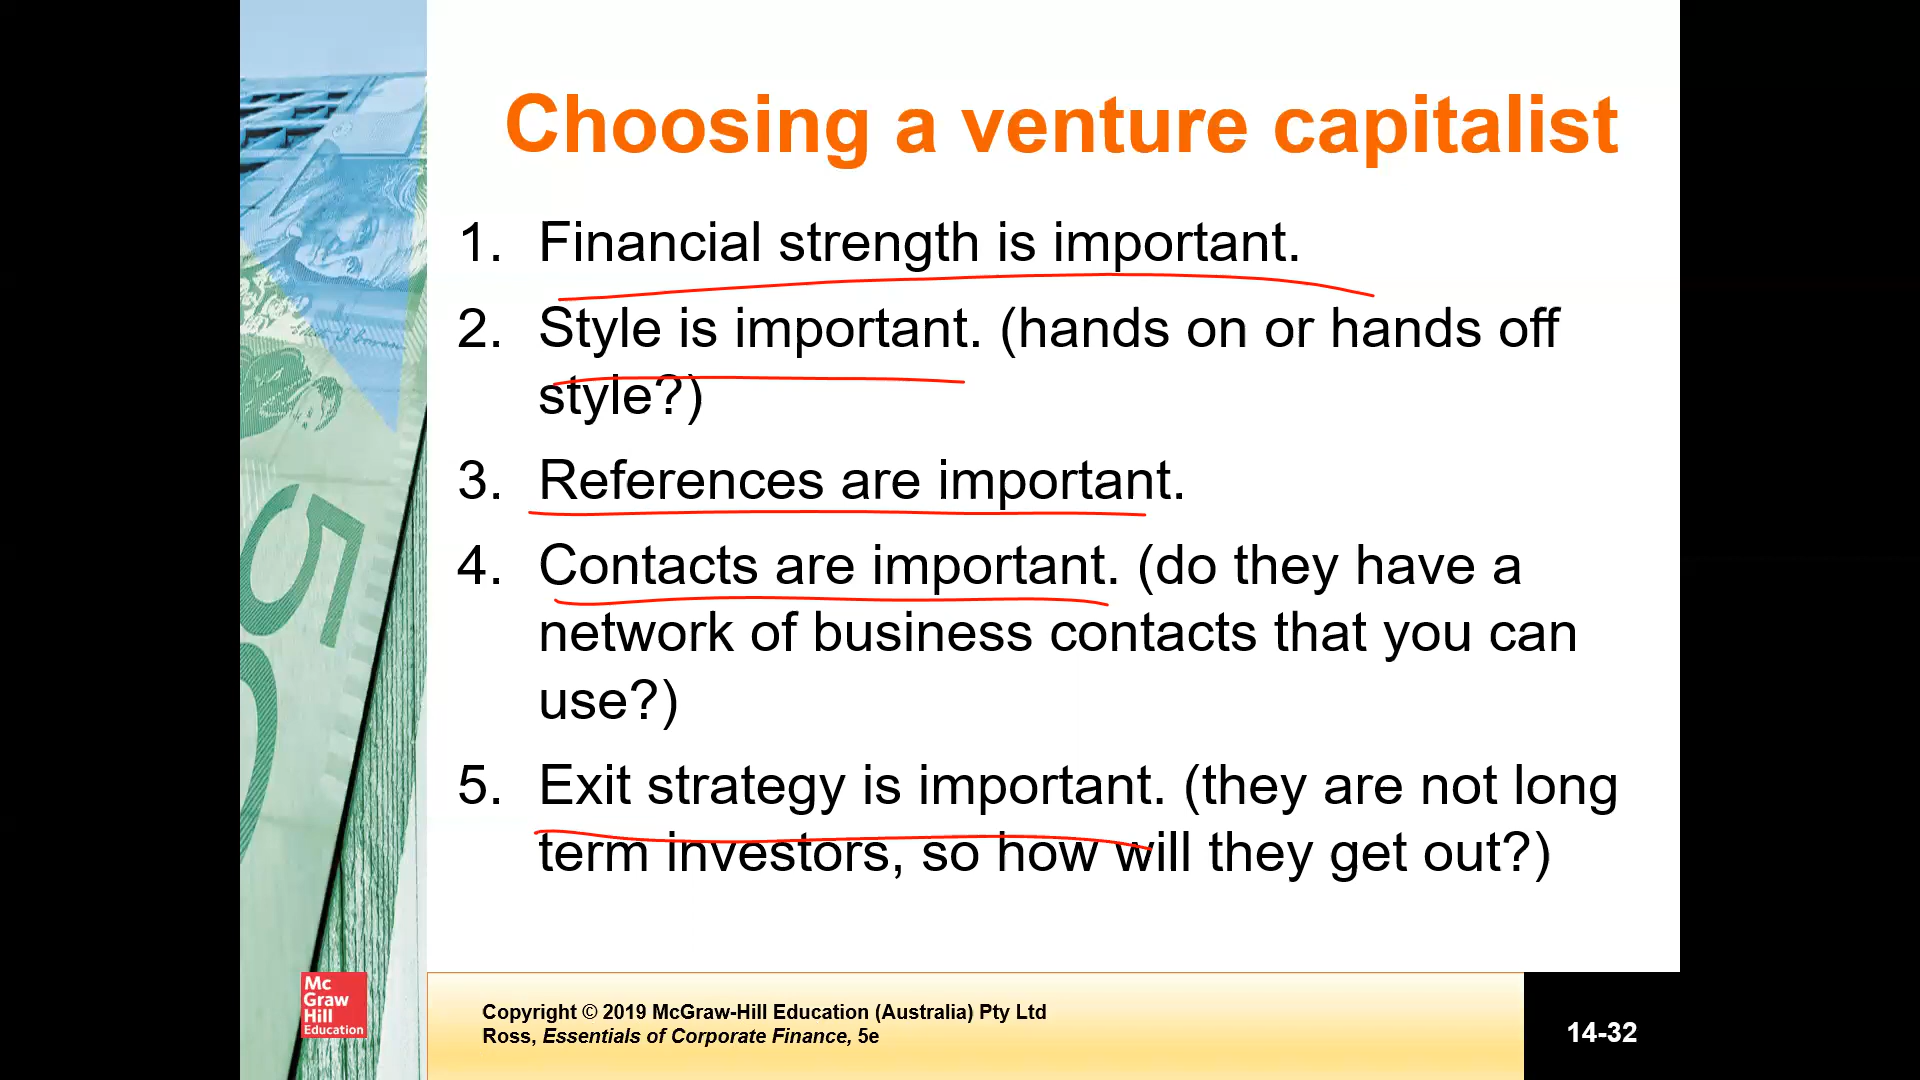 Choosing a venture capitalist
1. Financial strength is important.
2. Style is important. (hands on or hands off
style?)
3. References are important.
4. Contacts are important. (do they have a
network of business contacts that you can
use?)
5. Exit strategy is important. (they are not long
term investors, so how will they get out?)
Mc
Graw
Hill
Education
Copyright © 2019 McGraw-Hill Education (Australia) Pty Ltd
Ross, Essentials of Corporate Finance, 5e
14-32
50